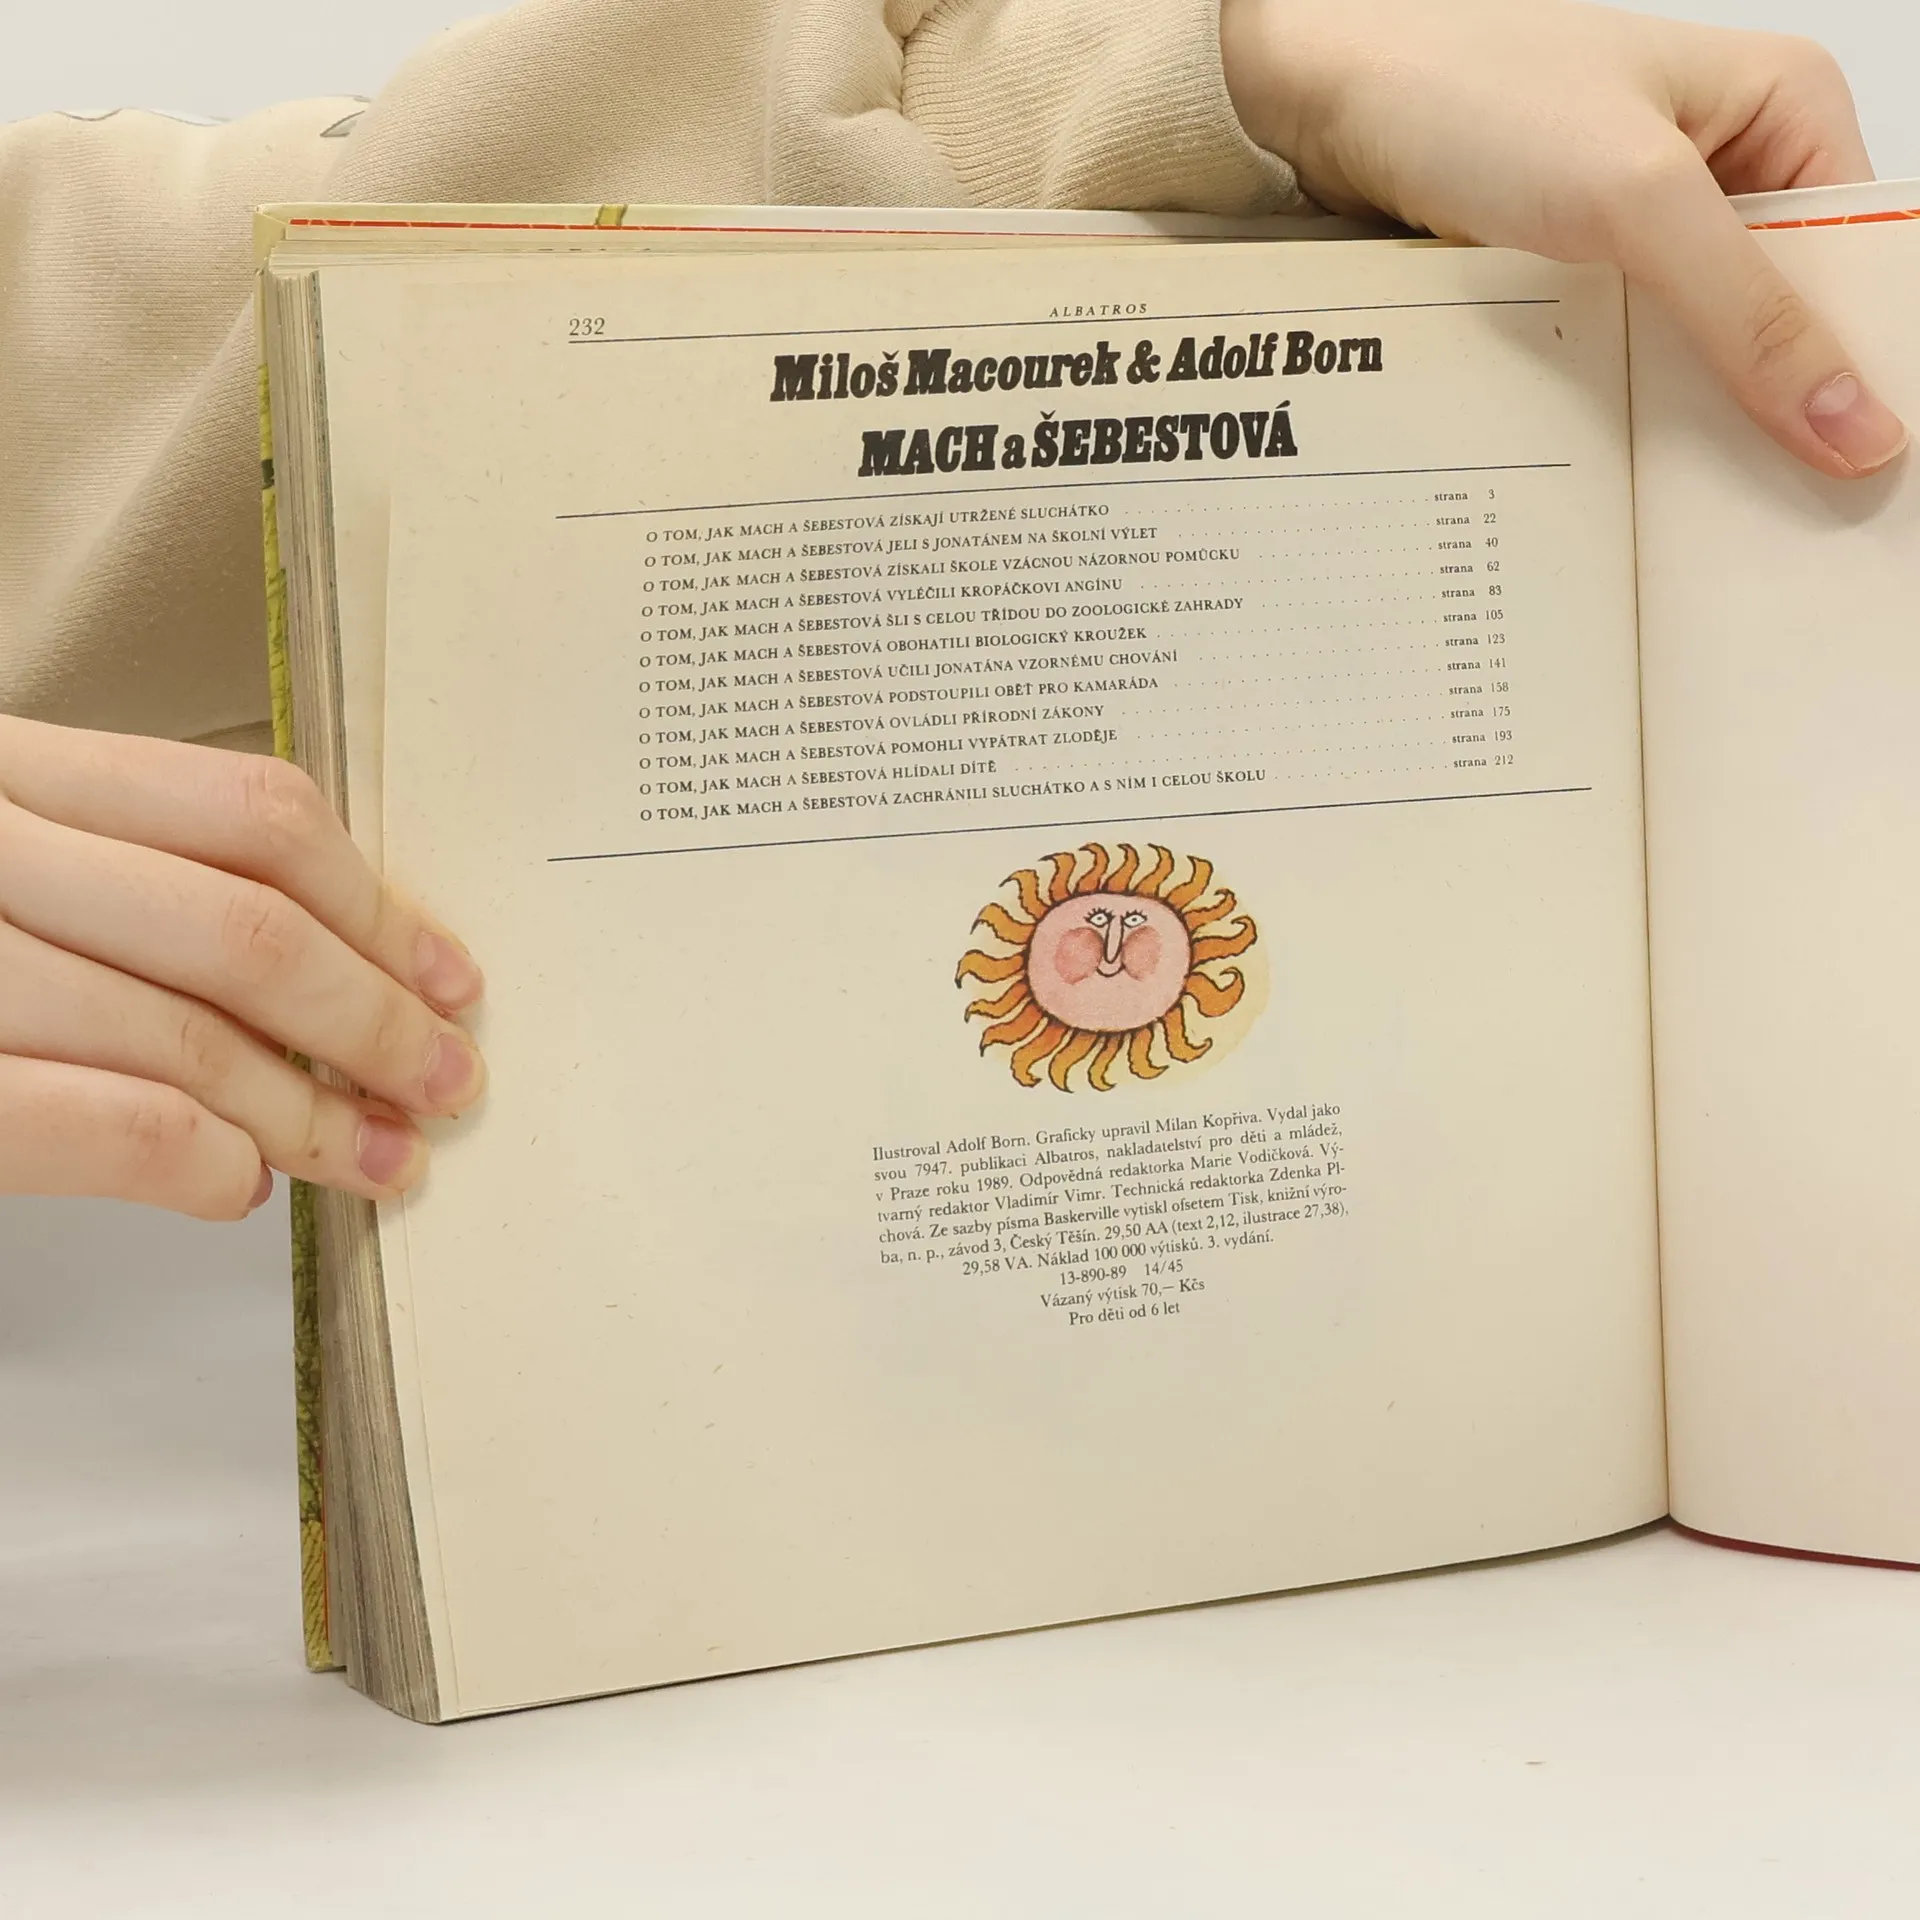 232
ALBATROS
Miloš Macourek & Adolf Born
MACH a ŠEBESTOVÁ
O TOM, JAK MACH A ŠEBESTOVÁ ZÍSKAJÍ UTRŽENÉ SLUCHÁTKO . . . . . . . . . . . . . . . . . . . . strana 3
O TOM, JAK MACH A ŠEBESTOVÁ JELI S JONATÁNEM NA ŠKOLNÍ VÝLET . . . . . . . . . . . . . . . . . strana 22
O TOM, JAK MACH A ŠEBESTOVÁ ZÍSKALI ŠKOLE VZÁCNOU NÁZORNOU POMŮCKU . . . . . . . . . . . . strana 40
O TOM, JAK MACH A ŠEBESTOVÁ VYLÉČILI KROPÁČKOVI ANGÍNU . . . . . . . . . . . . . . . . . . . . strana 62
O TOM, JAK MACH A ŠEBESTOVÁ ŠLI S CELOU TŘÍDOU DO ZOOLOGICKÉ ZAHRADY . . . . . . . . . . . . strana 83
O TOM, JAK MACH A ŠEBESTOVÁ OBOHATILI BIOLOGICKÝ KROUŽEK . . . . . . . . . . . . . . . . . . . strana 105
O TOM, JAK MACH A ŠEBESTOVÁ UČILI JONATÁNA VZORNÉMU CHOVÁNÍ . . . . . . . . . . . . . . . . . strana 123
O TOM, JAK MACH A ŠEBESTOVÁ PODSTOUPILI OBĚŤ PRO KAMARÁDA . . . . . . . . . . . . . . . . . . strana 141
O TOM, JAK MACH A ŠEBESTOVÁ OVLÁDLI PŘÍRODNÍ ZÁKONY . . . . . . . . . . . . . . . . . . . . . strana 158
O TOM, JAK MACH A ŠEBESTOVÁ POMOHLI VYPÁTRAT ZLODĚJE . . . . . . . . . . . . . . . . . . . . . strana 175
O TOM, JAK MACH A ŠEBESTOVÁ HLÍDALI DÍTĚ . . . . . . . . . . . . . . . . . . . . . . . . . . . strana 193
O TOM, JAK MACH A ŠEBESTOVÁ ZACHRÁNILI SLUCHÁTKO A S NÍM I CELOU ŠKOLU . . . . . . . . . . . strana 212
Ilustroval Adolf Born. Graficky upravil Milan Kopřiva. Vydal jako
svou 7947. publikaci Albatros, nakladatelství pro děti a mládež,
v Praze roku 1989. Odpovědná redaktorka Marie Vodičková. Vý-
tvarný redaktor Vladimír Vimr. Technická redaktorka Zdenka Pl-
chová. Ze sazby písma Baskerville vytiskl ofsetem Tisk, knižní výro-
ba, n. p., závod 3, Český Těšín. 29,50 AA (text 2,12, ilustrace 27,38),
29,58 VA. Náklad 100 000 výtisků. 3. vydání.
13-890-89 14/45
Vázaný výtisk 70,— Kčs
Pro děti od 6 let